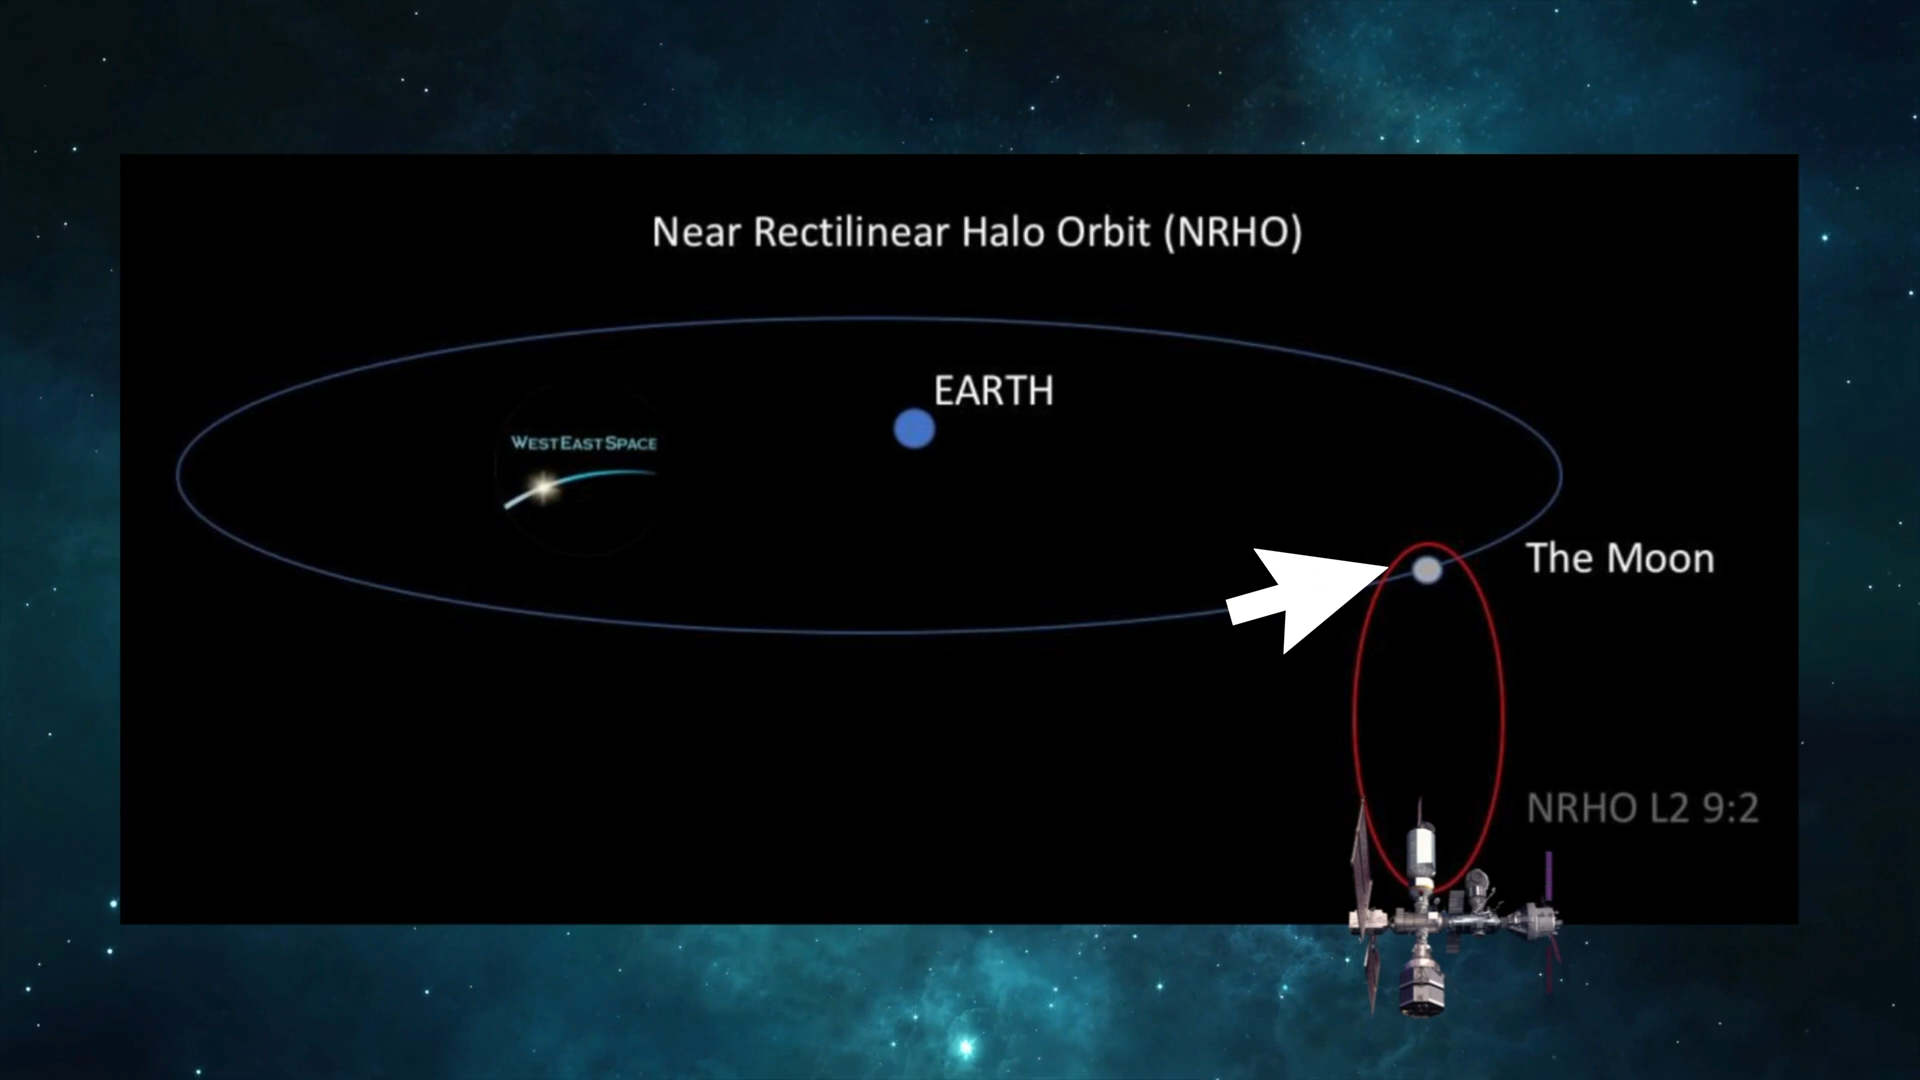 Near Rectilinear Halo Orbit (NRHO)
EARTH
WESTEASTSPACE
The Moon
NRHO L2 9:2